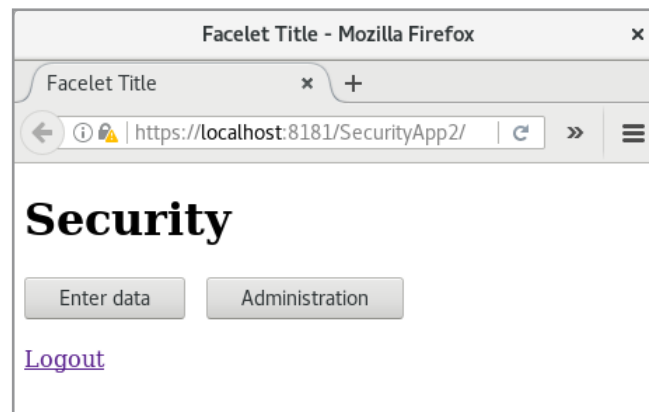 Facelet Title - Mozilla Firefox
Facelet Title
https://localhost:8181/SecurityApp2/
Security
Enter data Administration
Logout